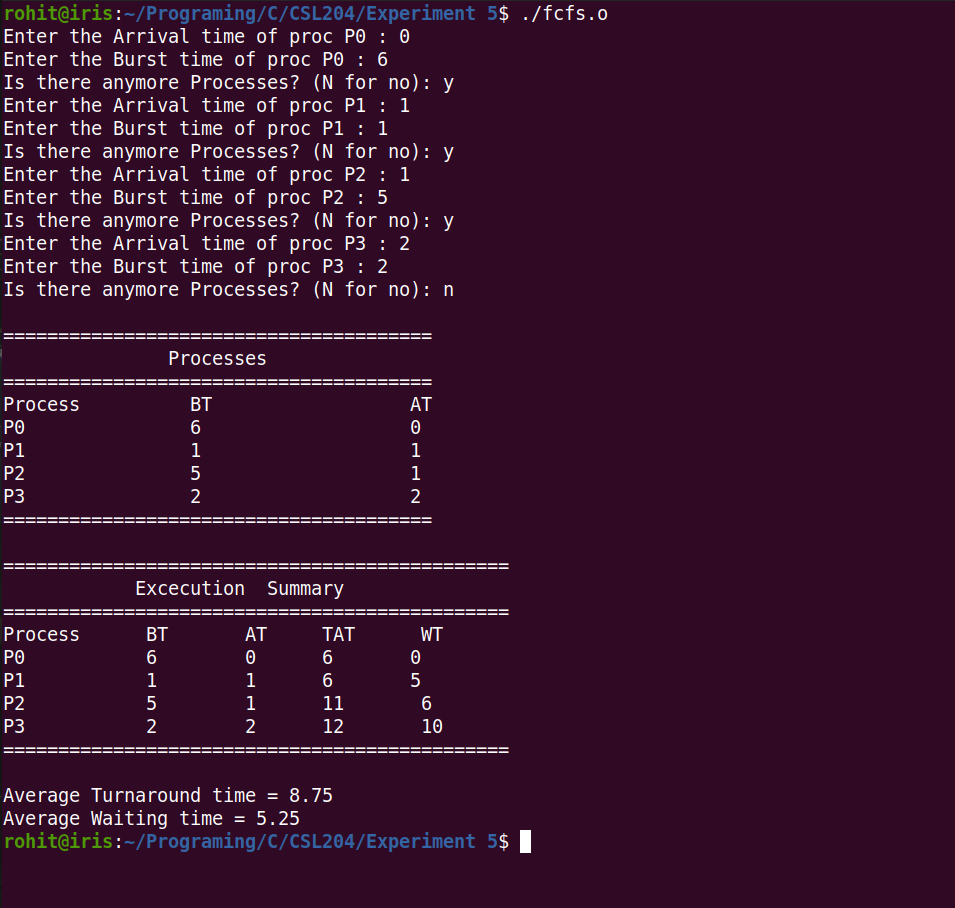 rohit@iris:~/Programing/C/CSL204/Experiment 5$ ./fcfs.o
Enter the Arrival time of proc P0 : 0
Enter the Burst time of proc P0 : 6
Is there anymore Processes? (N for no): y
Enter the Arrival time of proc P1 : 1
Enter the Burst time of proc P1 : 1
Is there anymore Processes? (N for no): y
Enter the Arrival time of proc P2 : 1
Enter the Burst time of proc P2 : 5
Is there anymore Processes? (N for no): y
Enter the Arrival time of proc P3 : 2
Enter the Burst time of proc P3 : 2
Is there anymore Processes? (N for no): n
=======================================
Processes
=======================================
Process          BT                  AT
P0               6                   0
P1               1                   1
P2               5                   1
P3               2                   2
=======================================
==============================================
Excecution  Summary
==============================================
Process      BT       AT     TAT      WT
P0           6        0      6       0
P1           1        1      6       5
P2           5        1      11       6
P3           2        2      12       10
==============================================
Average Turnaround time = 8.75
Average Waiting time = 5.25
rohit@iris:~/Programing/C/CSL204/Experiment 5$